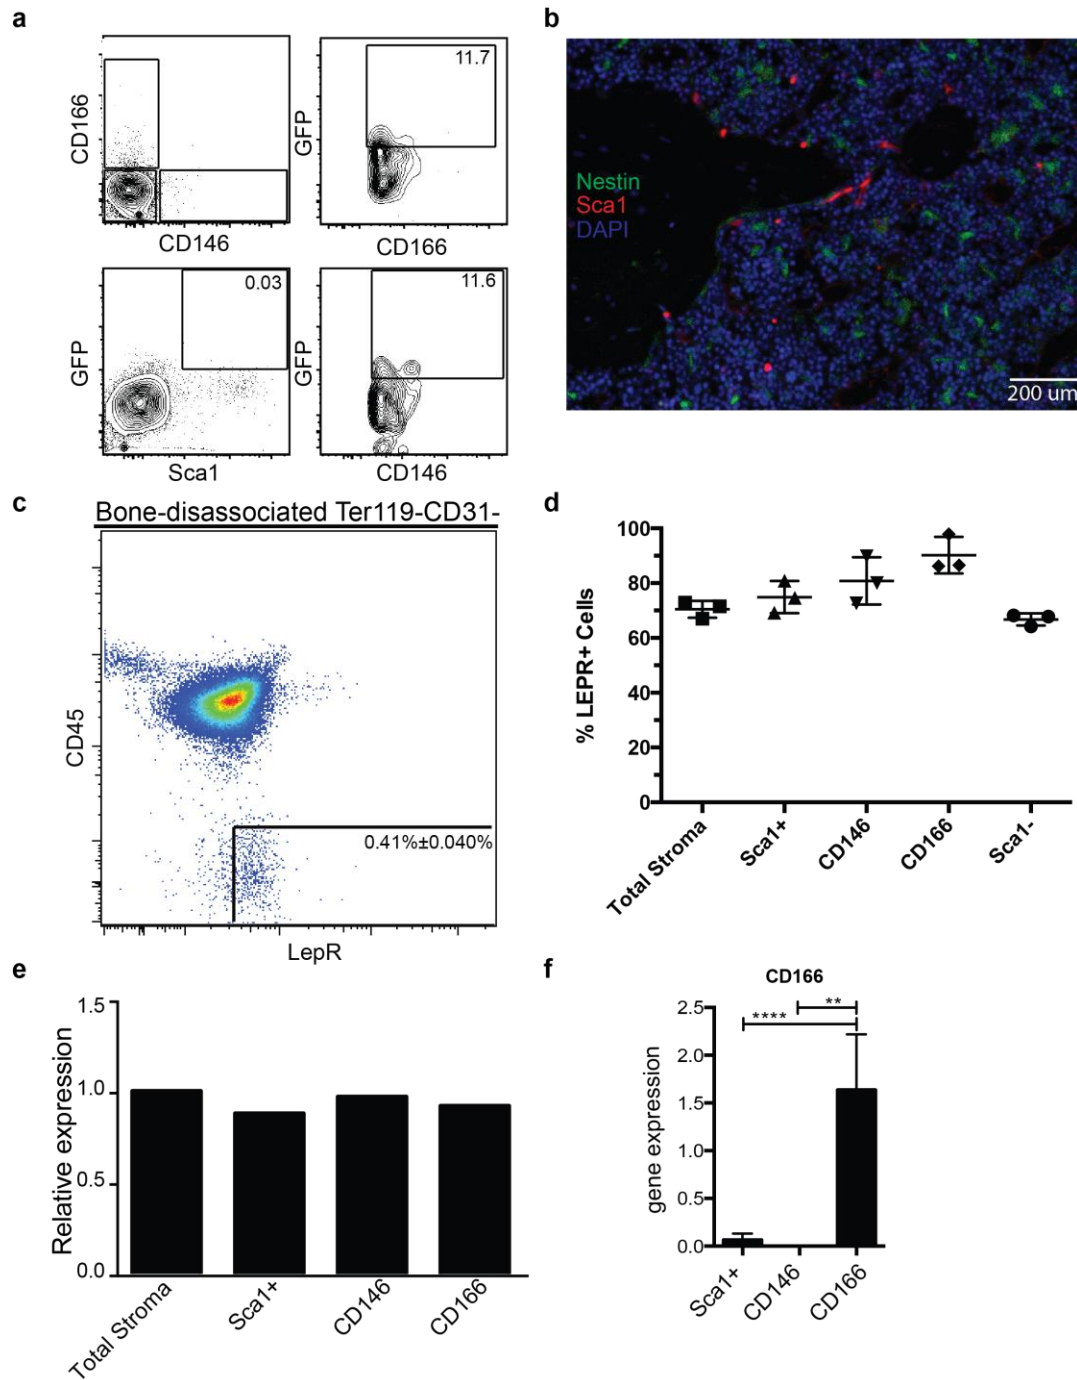 a
CD166
CD146
11.7
GFP
CD166
0.03
GFP
Sca1
11.6
GFP
CD146
b
Nestin
Sca1
DAPI
200 um
c
Bone-disassociated Ter119-CD31-
CD45
0.41%±0.040%
LepR
d
% LEPR+ Cells
100
80
60
40
20
0
Total Stroma
Sca1+
CD146
CD166
Sca1-
e
Relative expression
1.5
1.0
0.5
0.0
Total Stroma
Sca1+
CD146
CD166
f
CD166
gene expression
2.5
2.0
1.5
1.0
0.5
0.0
**
****
Sca1+
CD146
CD166